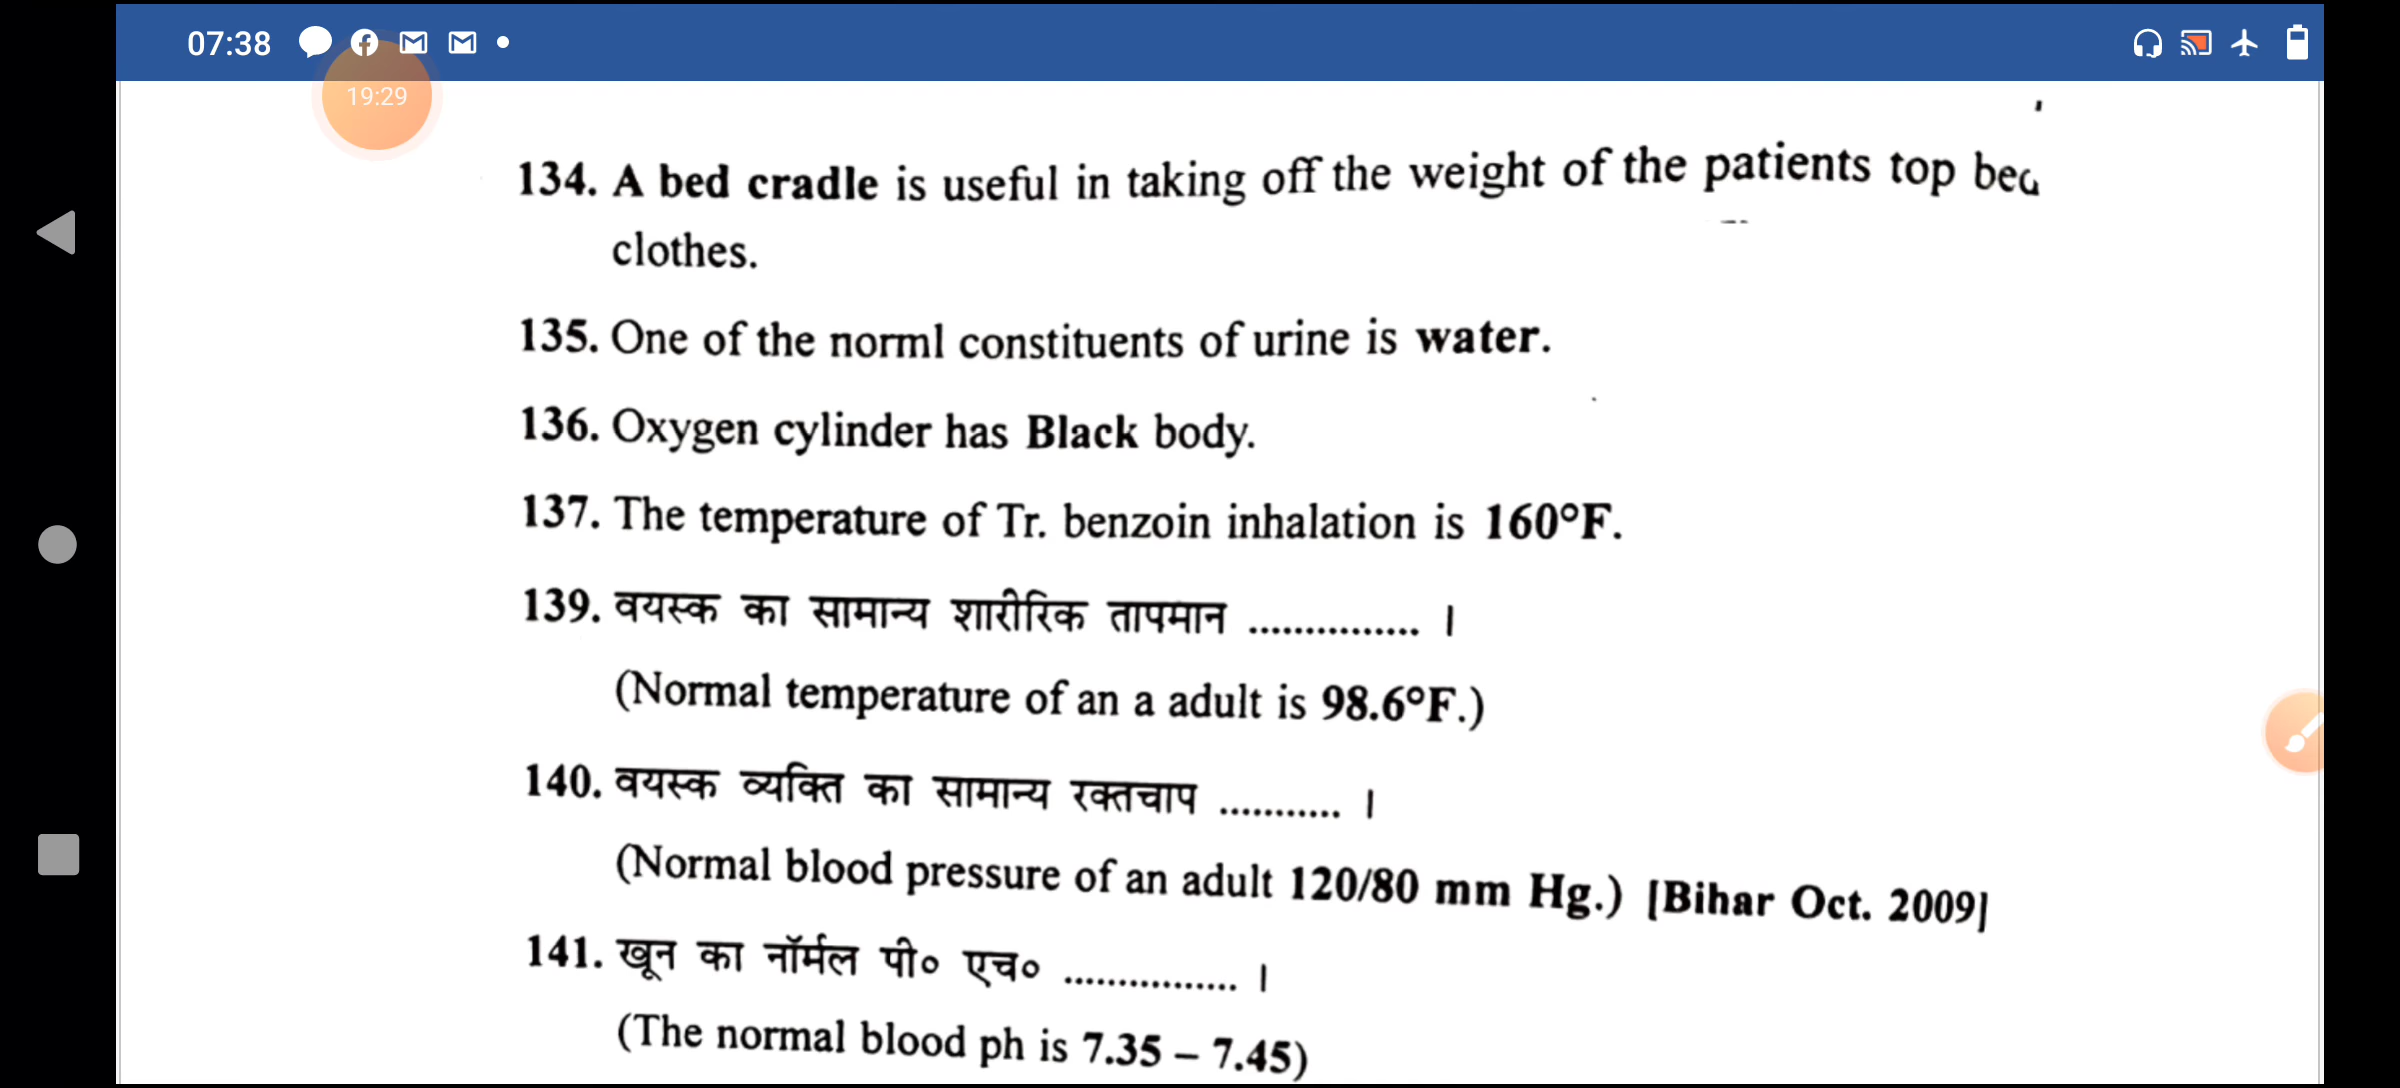 07:38
19:29
134. A bed cradle is useful in taking off the weight of the patients top bed
clothes.
135. One of the norml constituents of urine is water.
136. Oxygen cylinder has Black body.
137. The temperature of Tr. benzoin inhalation is 160°F.
139. वयस्क का सामान्य शारीरिक तापमान ............... ।
(Normal temperature of an a adult is 98.6°F.)
140. वयस्क व्यक्ति का सामान्य रक्तचाप ........... ।
(Normal blood pressure of an adult 120/80 mm Hg.) [Bihar Oct. 2009]
141. खून का नॉर्मल पी० एच० ................ ।
(The normal blood ph is 7.35 – 7.45)